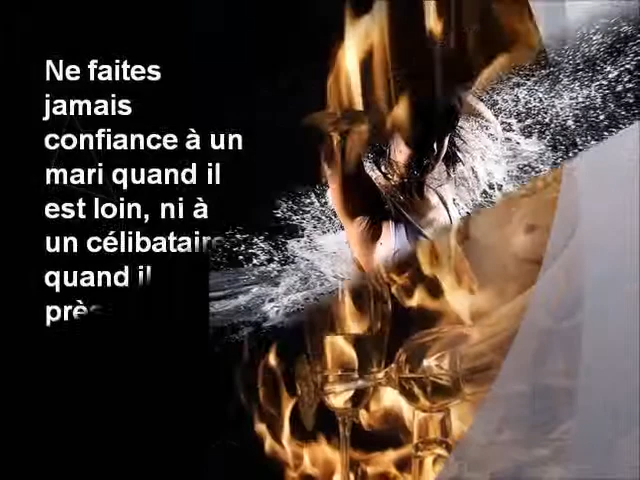 Ne faites
jamais
confiance à un
mari quand il
est loin, ni à
un célibataire
quand il